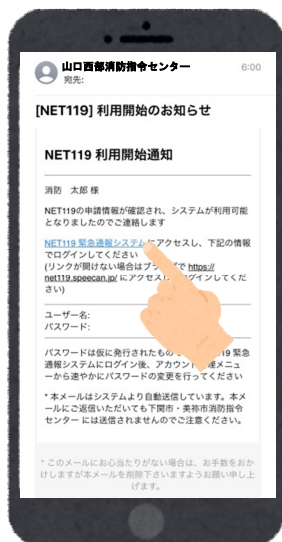 山口西部消防指令センター 6:00
宛先:
[NET119] 利用開始のお知らせ
NET119 利用開始通知
消防 太郎 様
NET119の申請情報が確認され、システムが利用可能
となりましたのでご連絡します
NET119 緊急通報システムにアクセスし、下記の情報
でログインしてください
(リンクが開けない場合はブラ で https://
net119.speecan.jp/ にアクセスし ログインしてくだ
さい)
ユーザー名:
パスワード:
パスワードは仮に発行されたもの 119 緊急
通報システムにログイン後、アカウント 理メニュ
ーから速やかにパスワードの変更を行ってください
* 本メールはシステムより自動送信しています。本メ
ールにご返信いただいても下関市・美祢市消防指令
センター には送信されませんのでご注意ください。
* このメールにお心当たりがない場合は、お手数をおか
けしますが本メールを削除下さいますようお願い申し上
げます。